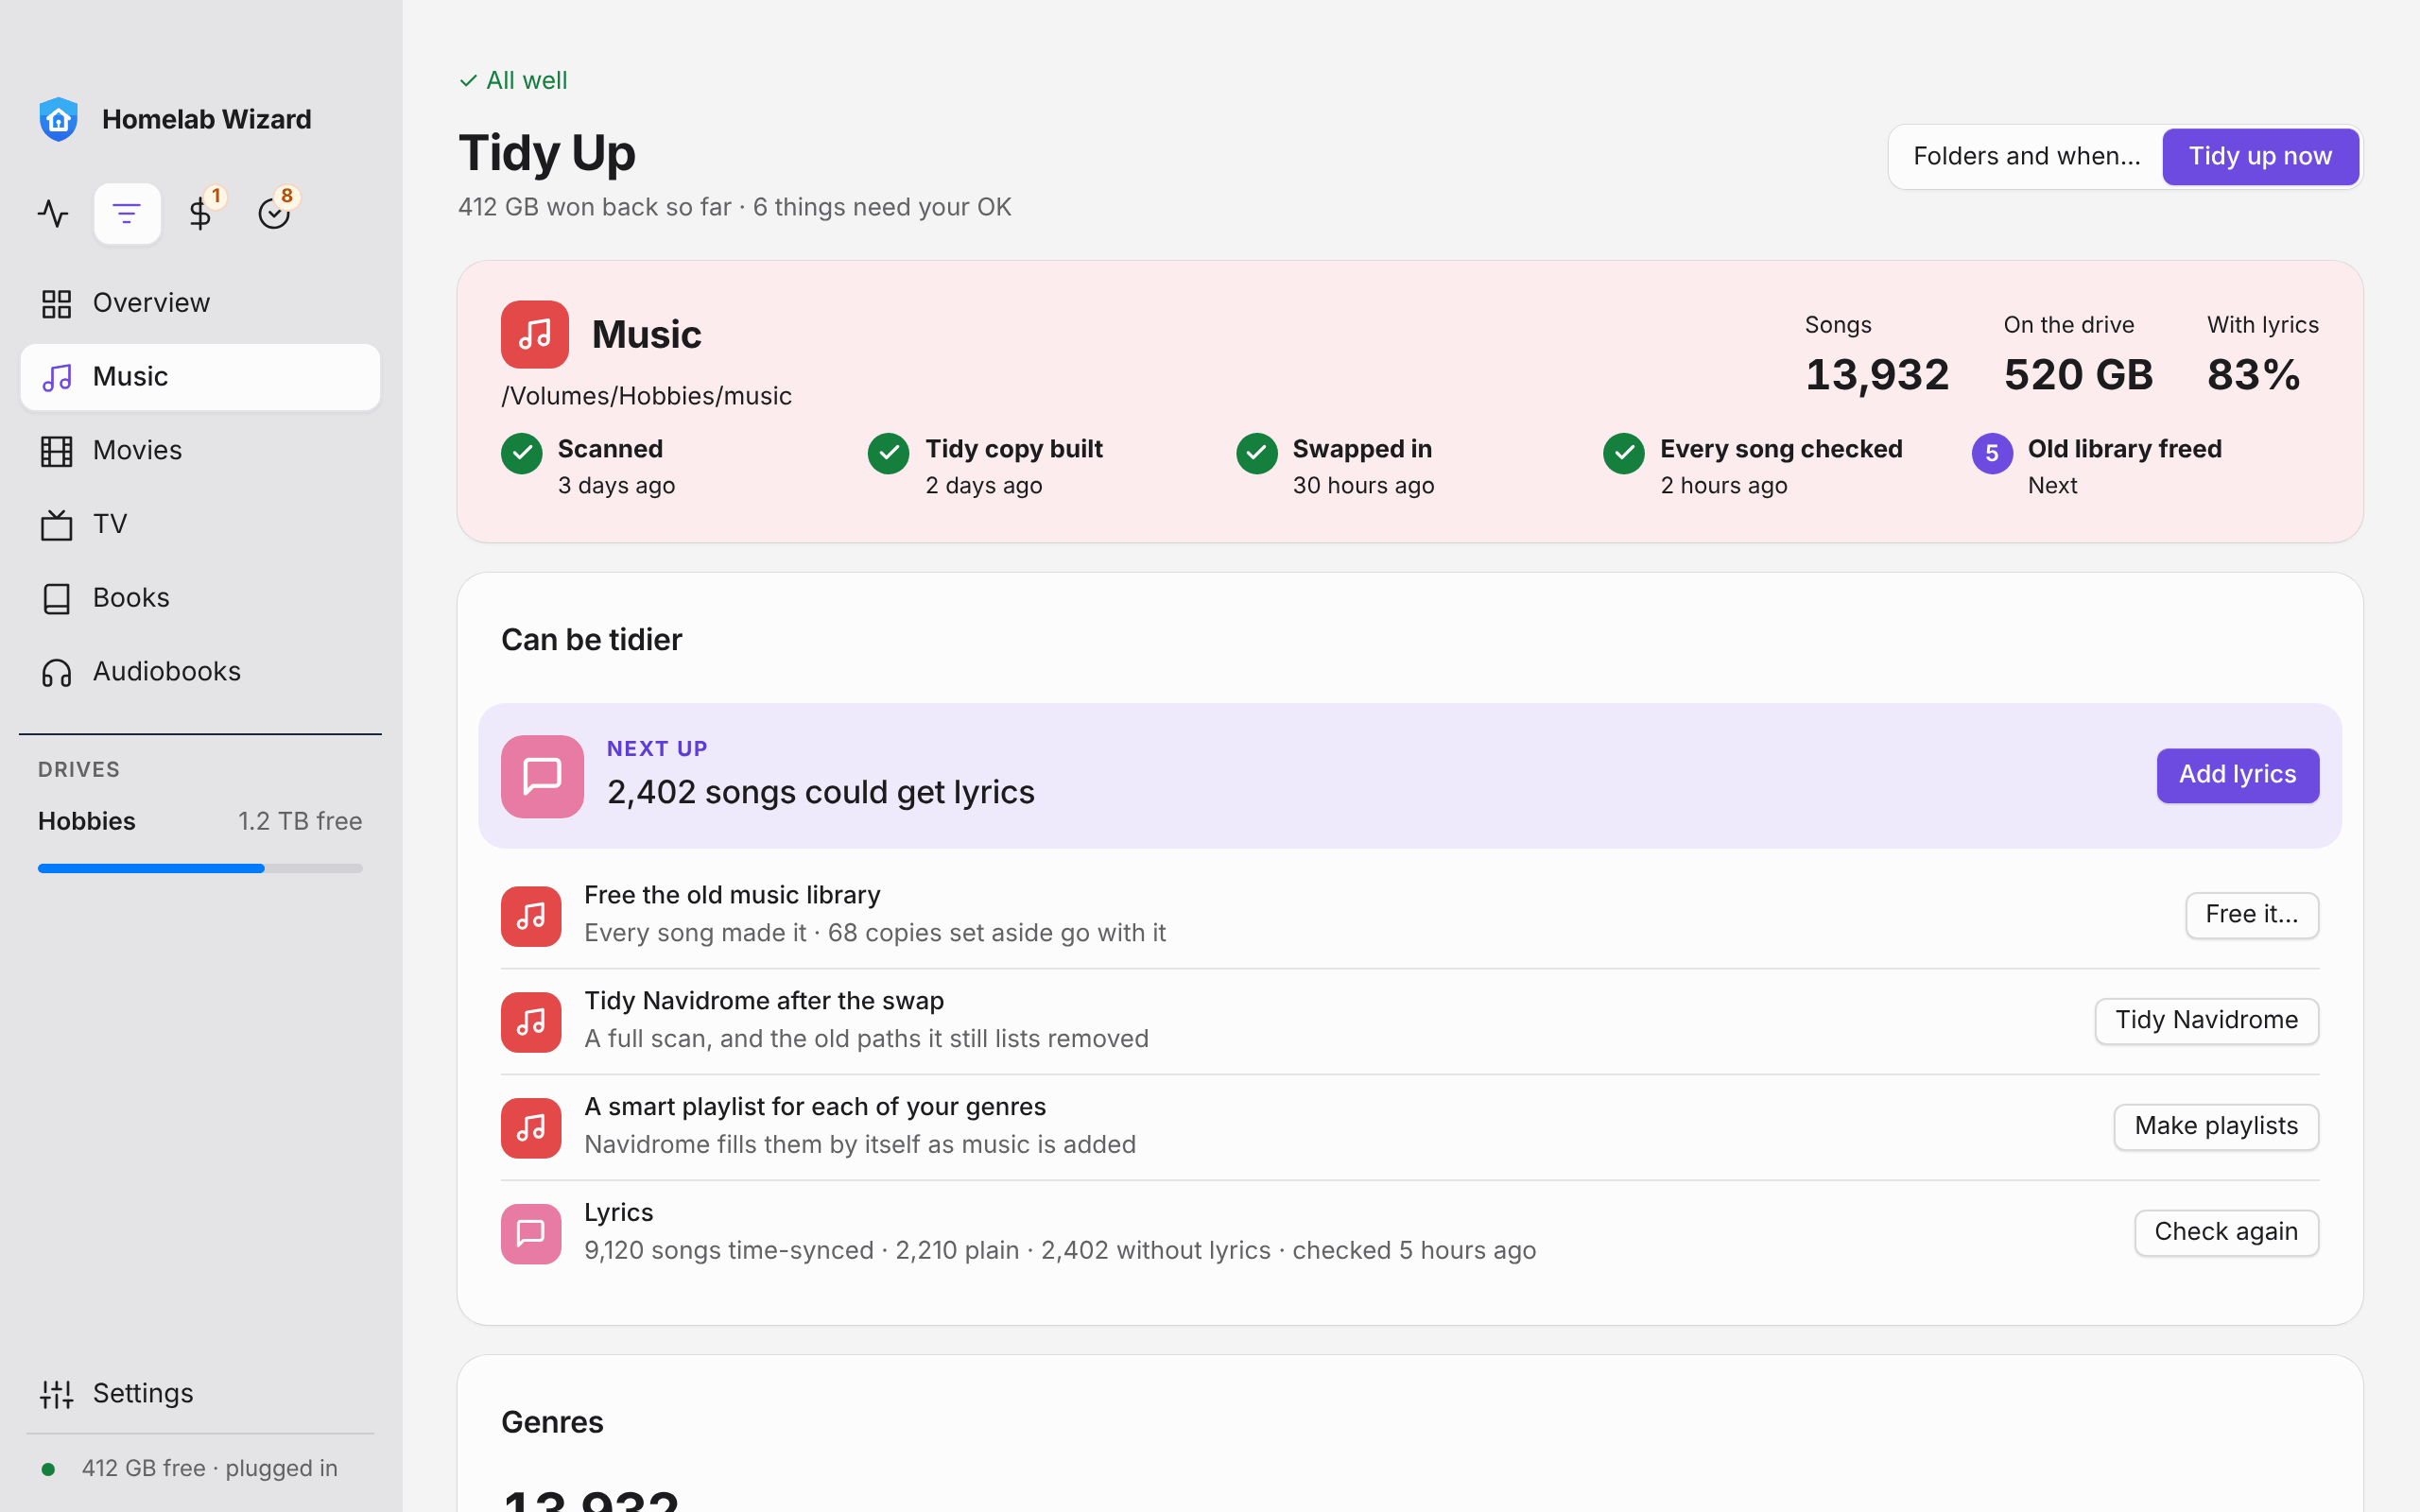 Homelab Wizard
1
8
Overview
Music
Movies
TV
Books
Audiobooks
DRIVES
Hobbies 1.2 TB free
Settings
412 GB free · plugged in
All well
Tidy Up
412 GB won back so far · 6 things need your OK
Folders and when...
Tidy up now
Music
/Volumes/Hobbies/music
Songs
13,932
On the drive
520 GB
With lyrics
83%
Scanned
3 days ago
Tidy copy built
2 days ago
Swapped in
30 hours ago
Every song checked
2 hours ago
5
Old library freed
Next
Can be tidier
NEXT UP
2,402 songs could get lyrics
Add lyrics
Free the old music library
Every song made it · 68 copies set aside go with it
Free it...
Tidy Navidrome after the swap
A full scan, and the old paths it still lists removed
Tidy Navidrome
A smart playlist for each of your genres
Navidrome fills them by itself as music is added
Make playlists
Lyrics
9,120 songs time-synced · 2,210 plain · 2,402 without lyrics · checked 5 hours ago
Check again
Genres
13,932